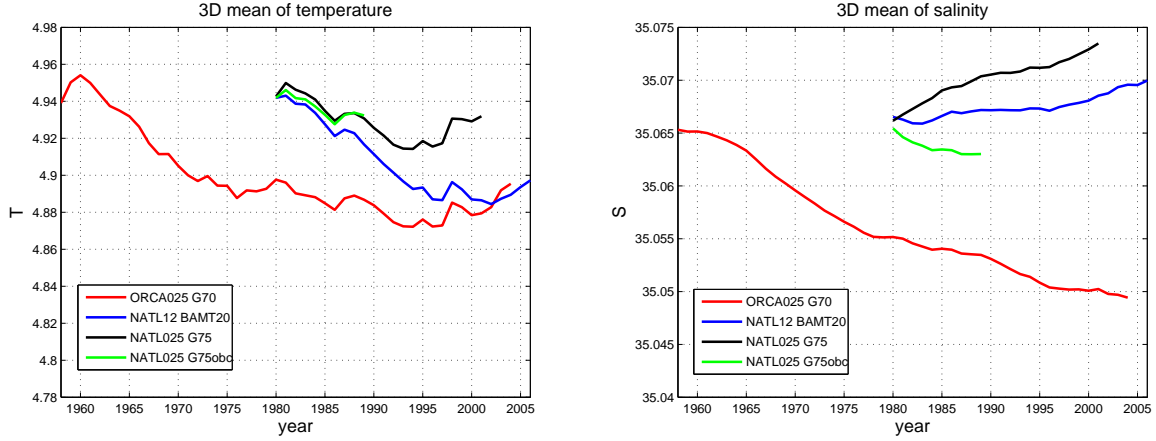 3D mean of temperature
4.98
4.96
4.94
4.92
4.9
4.88
4.86
4.84
4.82
4.8
4.78
T
ORCA025 G70
NATL12 BAMT20
NATL025 G75
NATL025 G75obc
1960 1965 1970 1975 1980 1985 1990 1995 2000 2005
year
3D mean of salinity
35.075
35.07
35.065
35.06
35.055
35.05
35.045
35.04
S
ORCA025 G70
NATL12 BAMT20
NATL025 G75
NATL025 G75obc
1960 1965 1970 1975 1980 1985 1990 1995 2000 2005
year